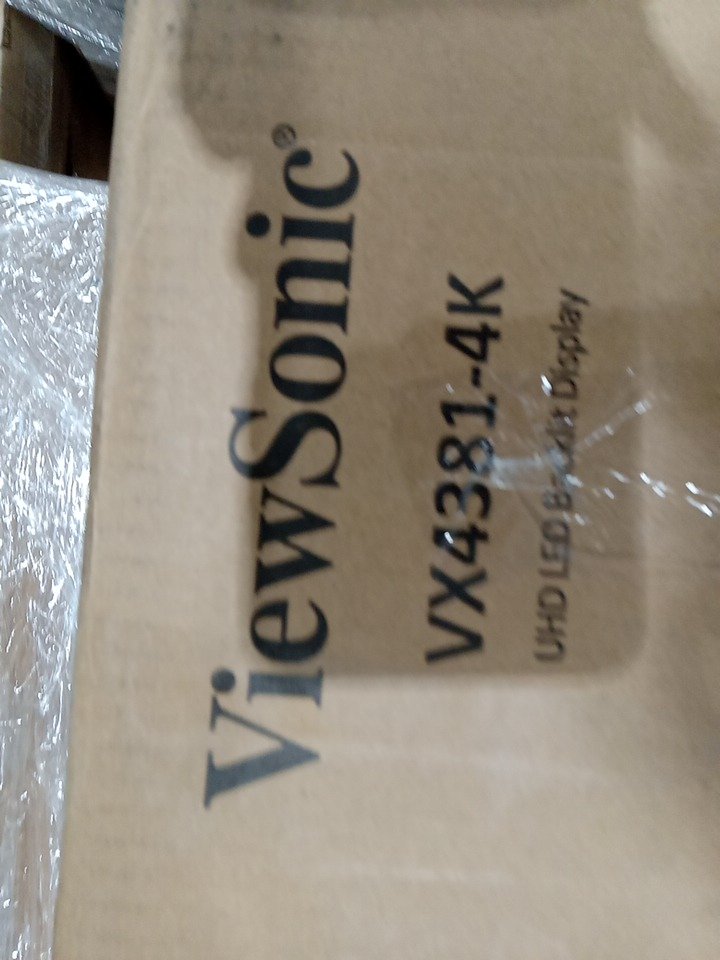 ViewSonic®
VX4381-4K
UHD LED Display